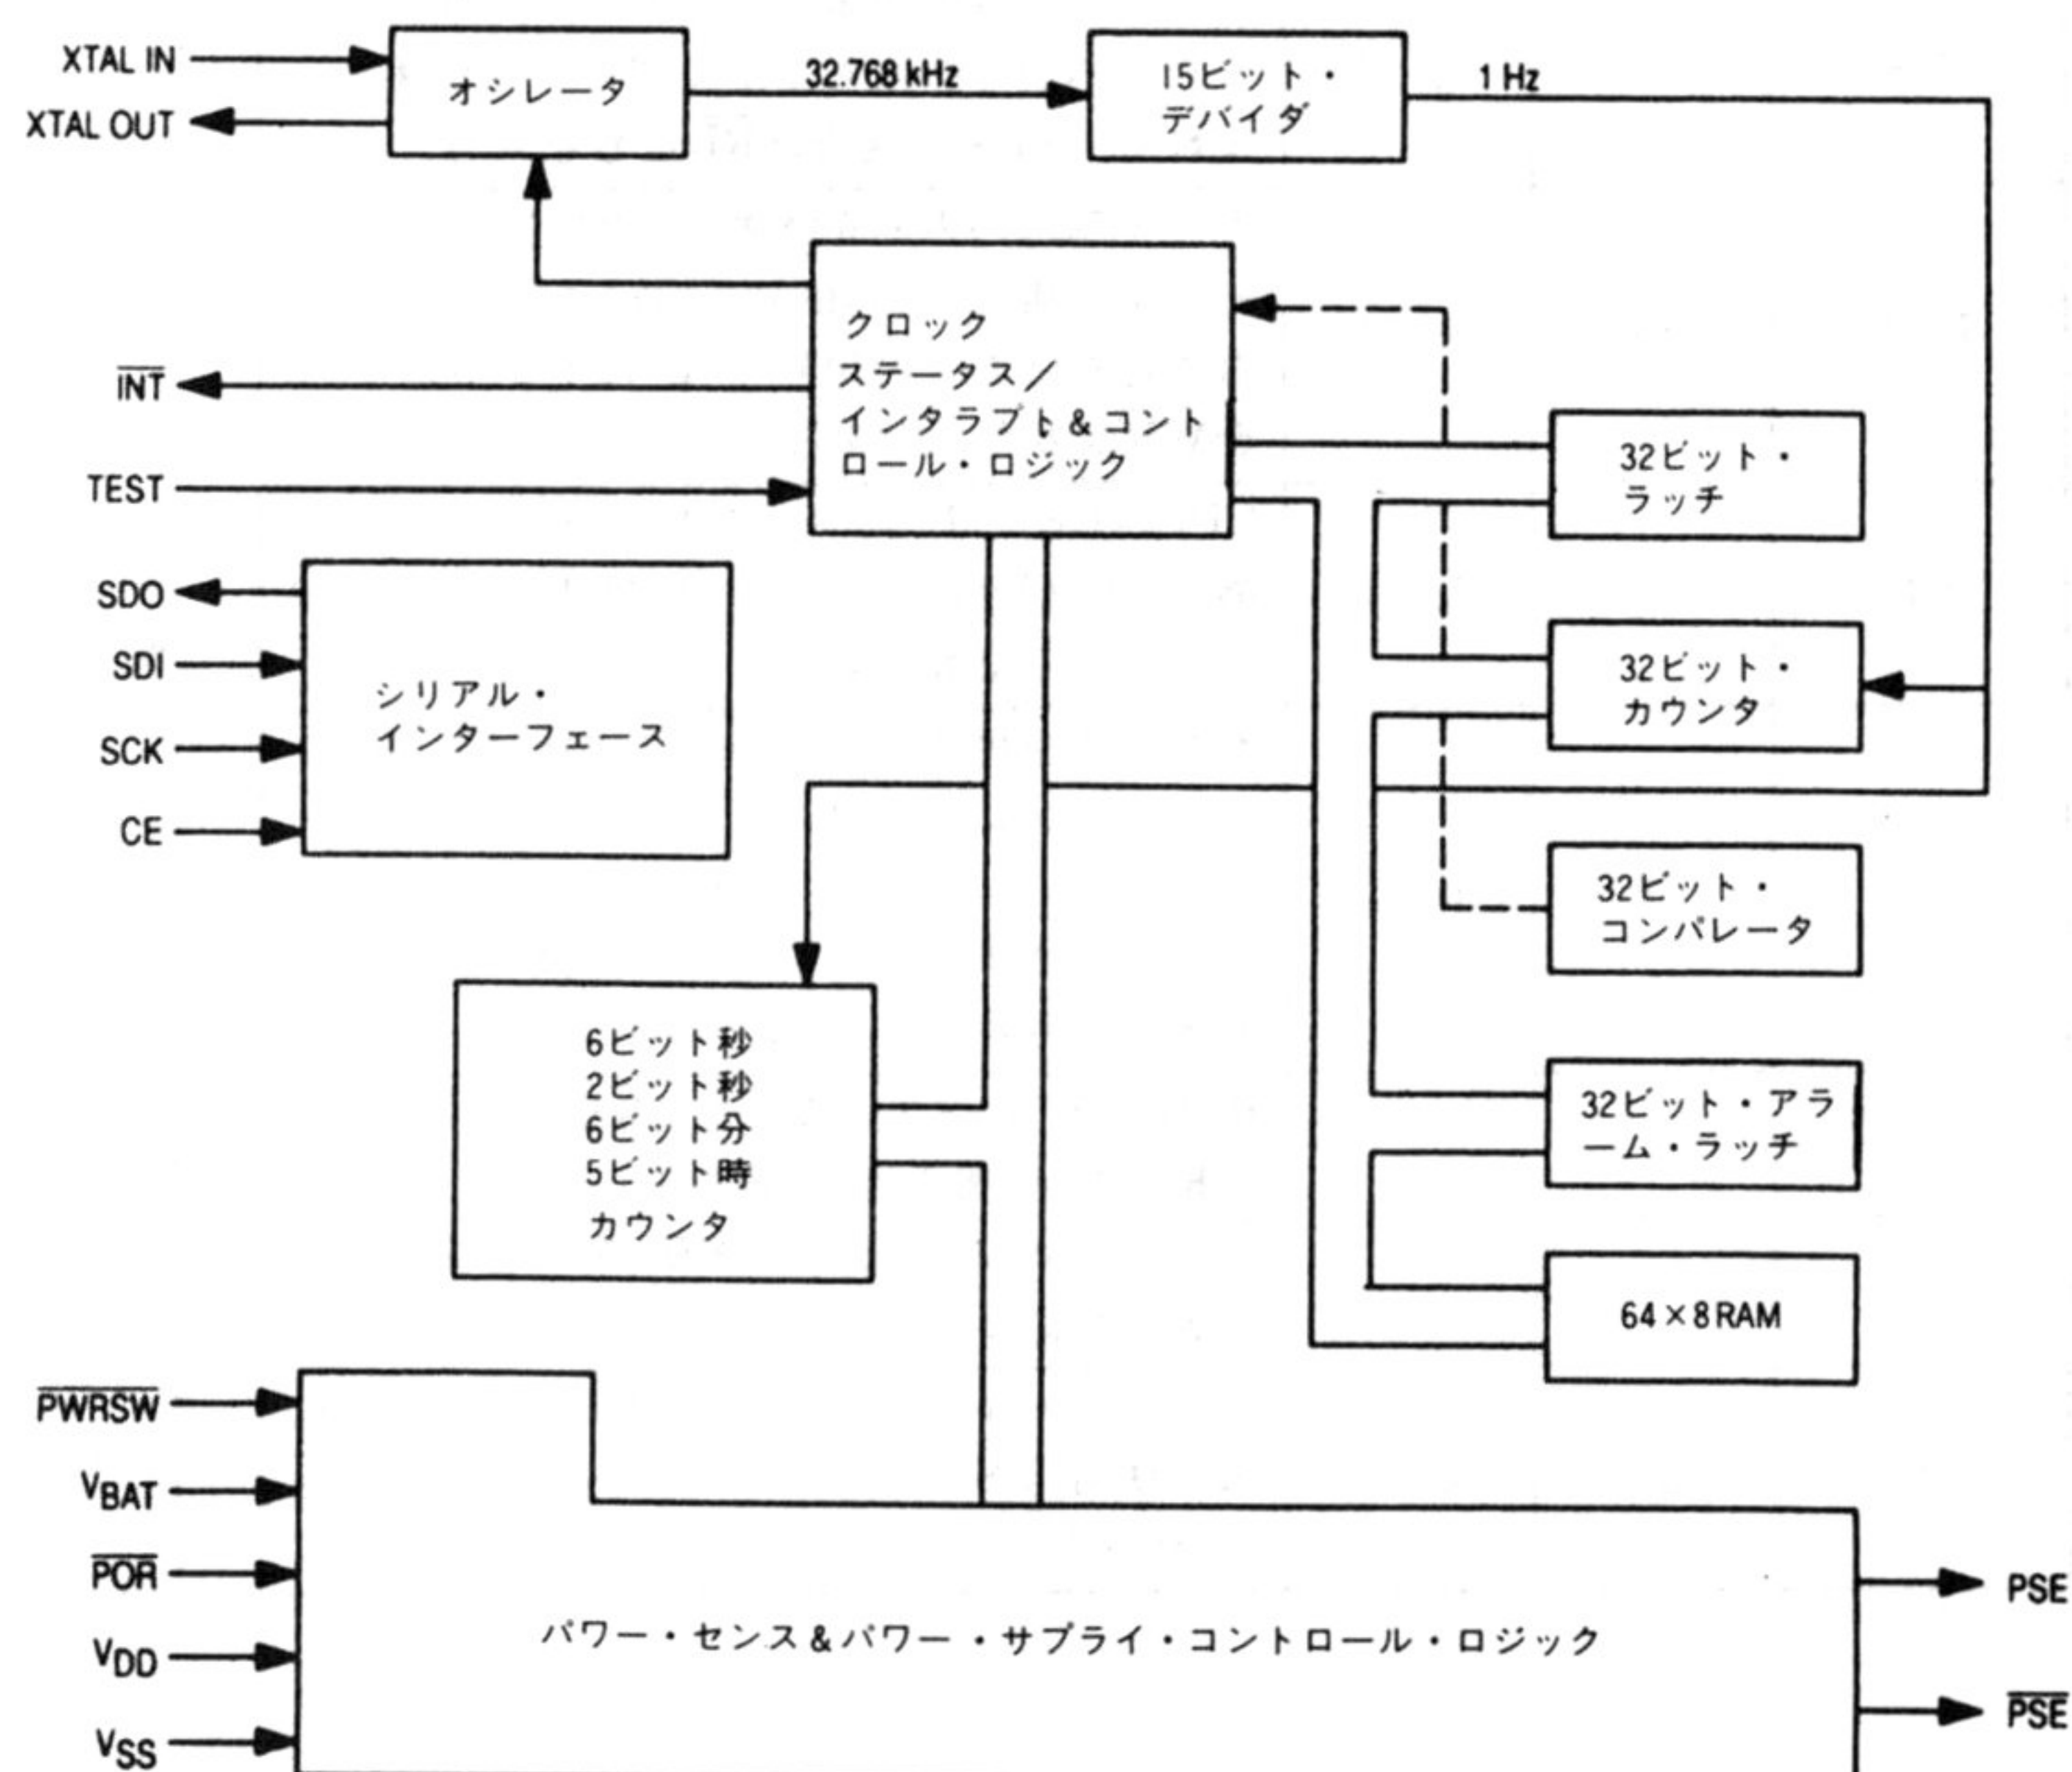 XTAL IN
XTAL OUT
オシレータ
32.768 kHz
15ビット・
デバイダ
1 Hz
クロック
ステータス／
インタラプト&コント
ロール・ロジック
INT
TEST
32ビット・
ラッチ
SDO
SDI
SCK
CE
シリアル・
インターフェース
32ビット・
カウンタ
32ビット・
コンパレータ
6ビット秒
2ビット秒
6ビット分
5ビット時
カウンタ
32ビット・アラ
ーム・ラッチ
64×8RAM
PWRSW
VBAT
POR
VDD
VSS
パワー・センス&パワー・サプライ・コントロール・ロジック
PSE
PSE